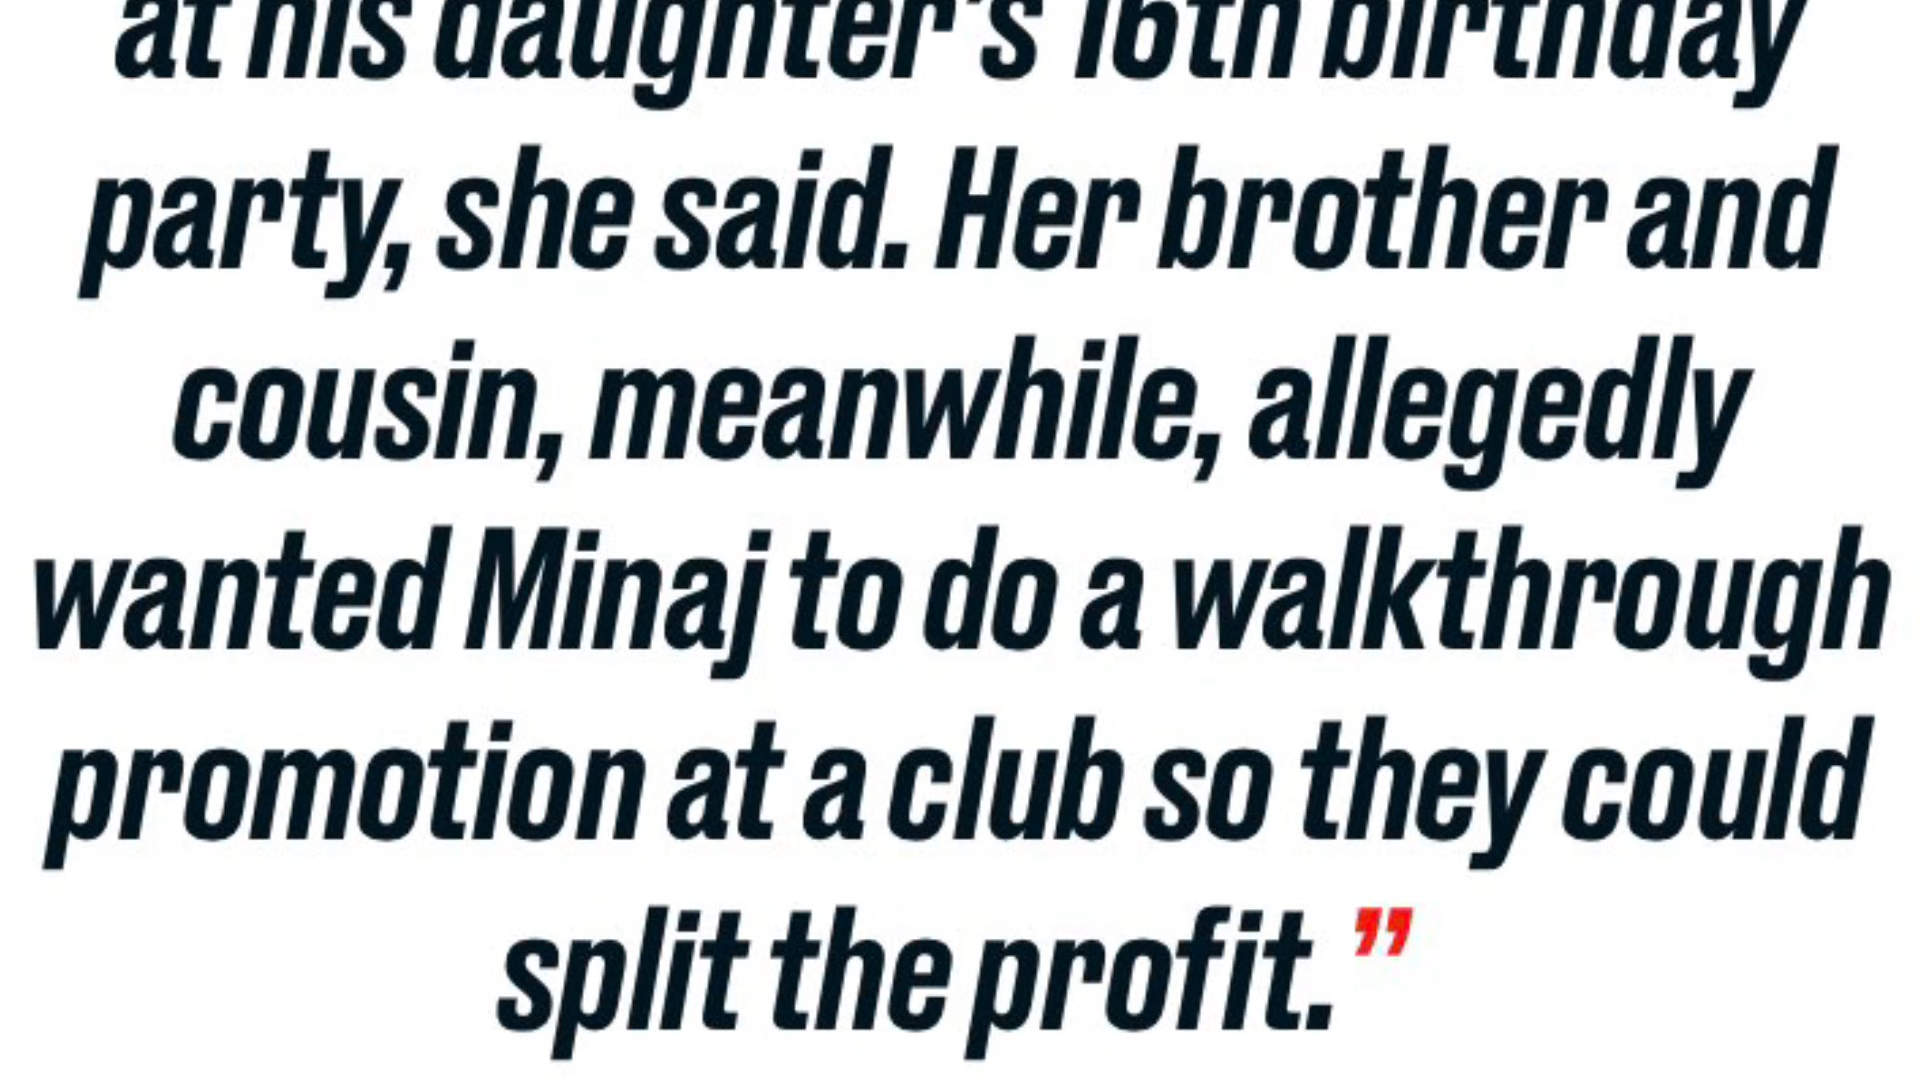 at his daughter's 16th birthday
party, she said. Her brother and
cousin, meanwhile, allegedly
wanted Minaj to do a walkthrough
promotion at a club so they could
split the profit.”